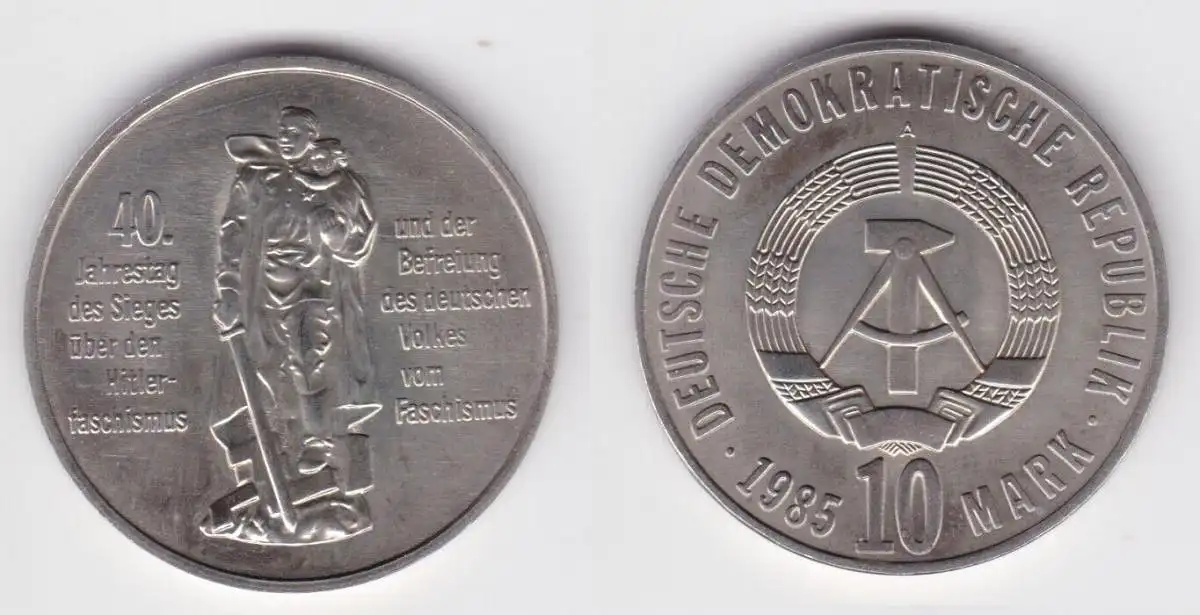 40.
Jahrestag
des Sieges
über den
Hitler-
faschismus
und der
Befreiung
des deutschen
Volkes
vom
Faschismus
DEUTSCHE DEMOKRATISCHE REPUBLIK
· 1985 10 MARK ·
A